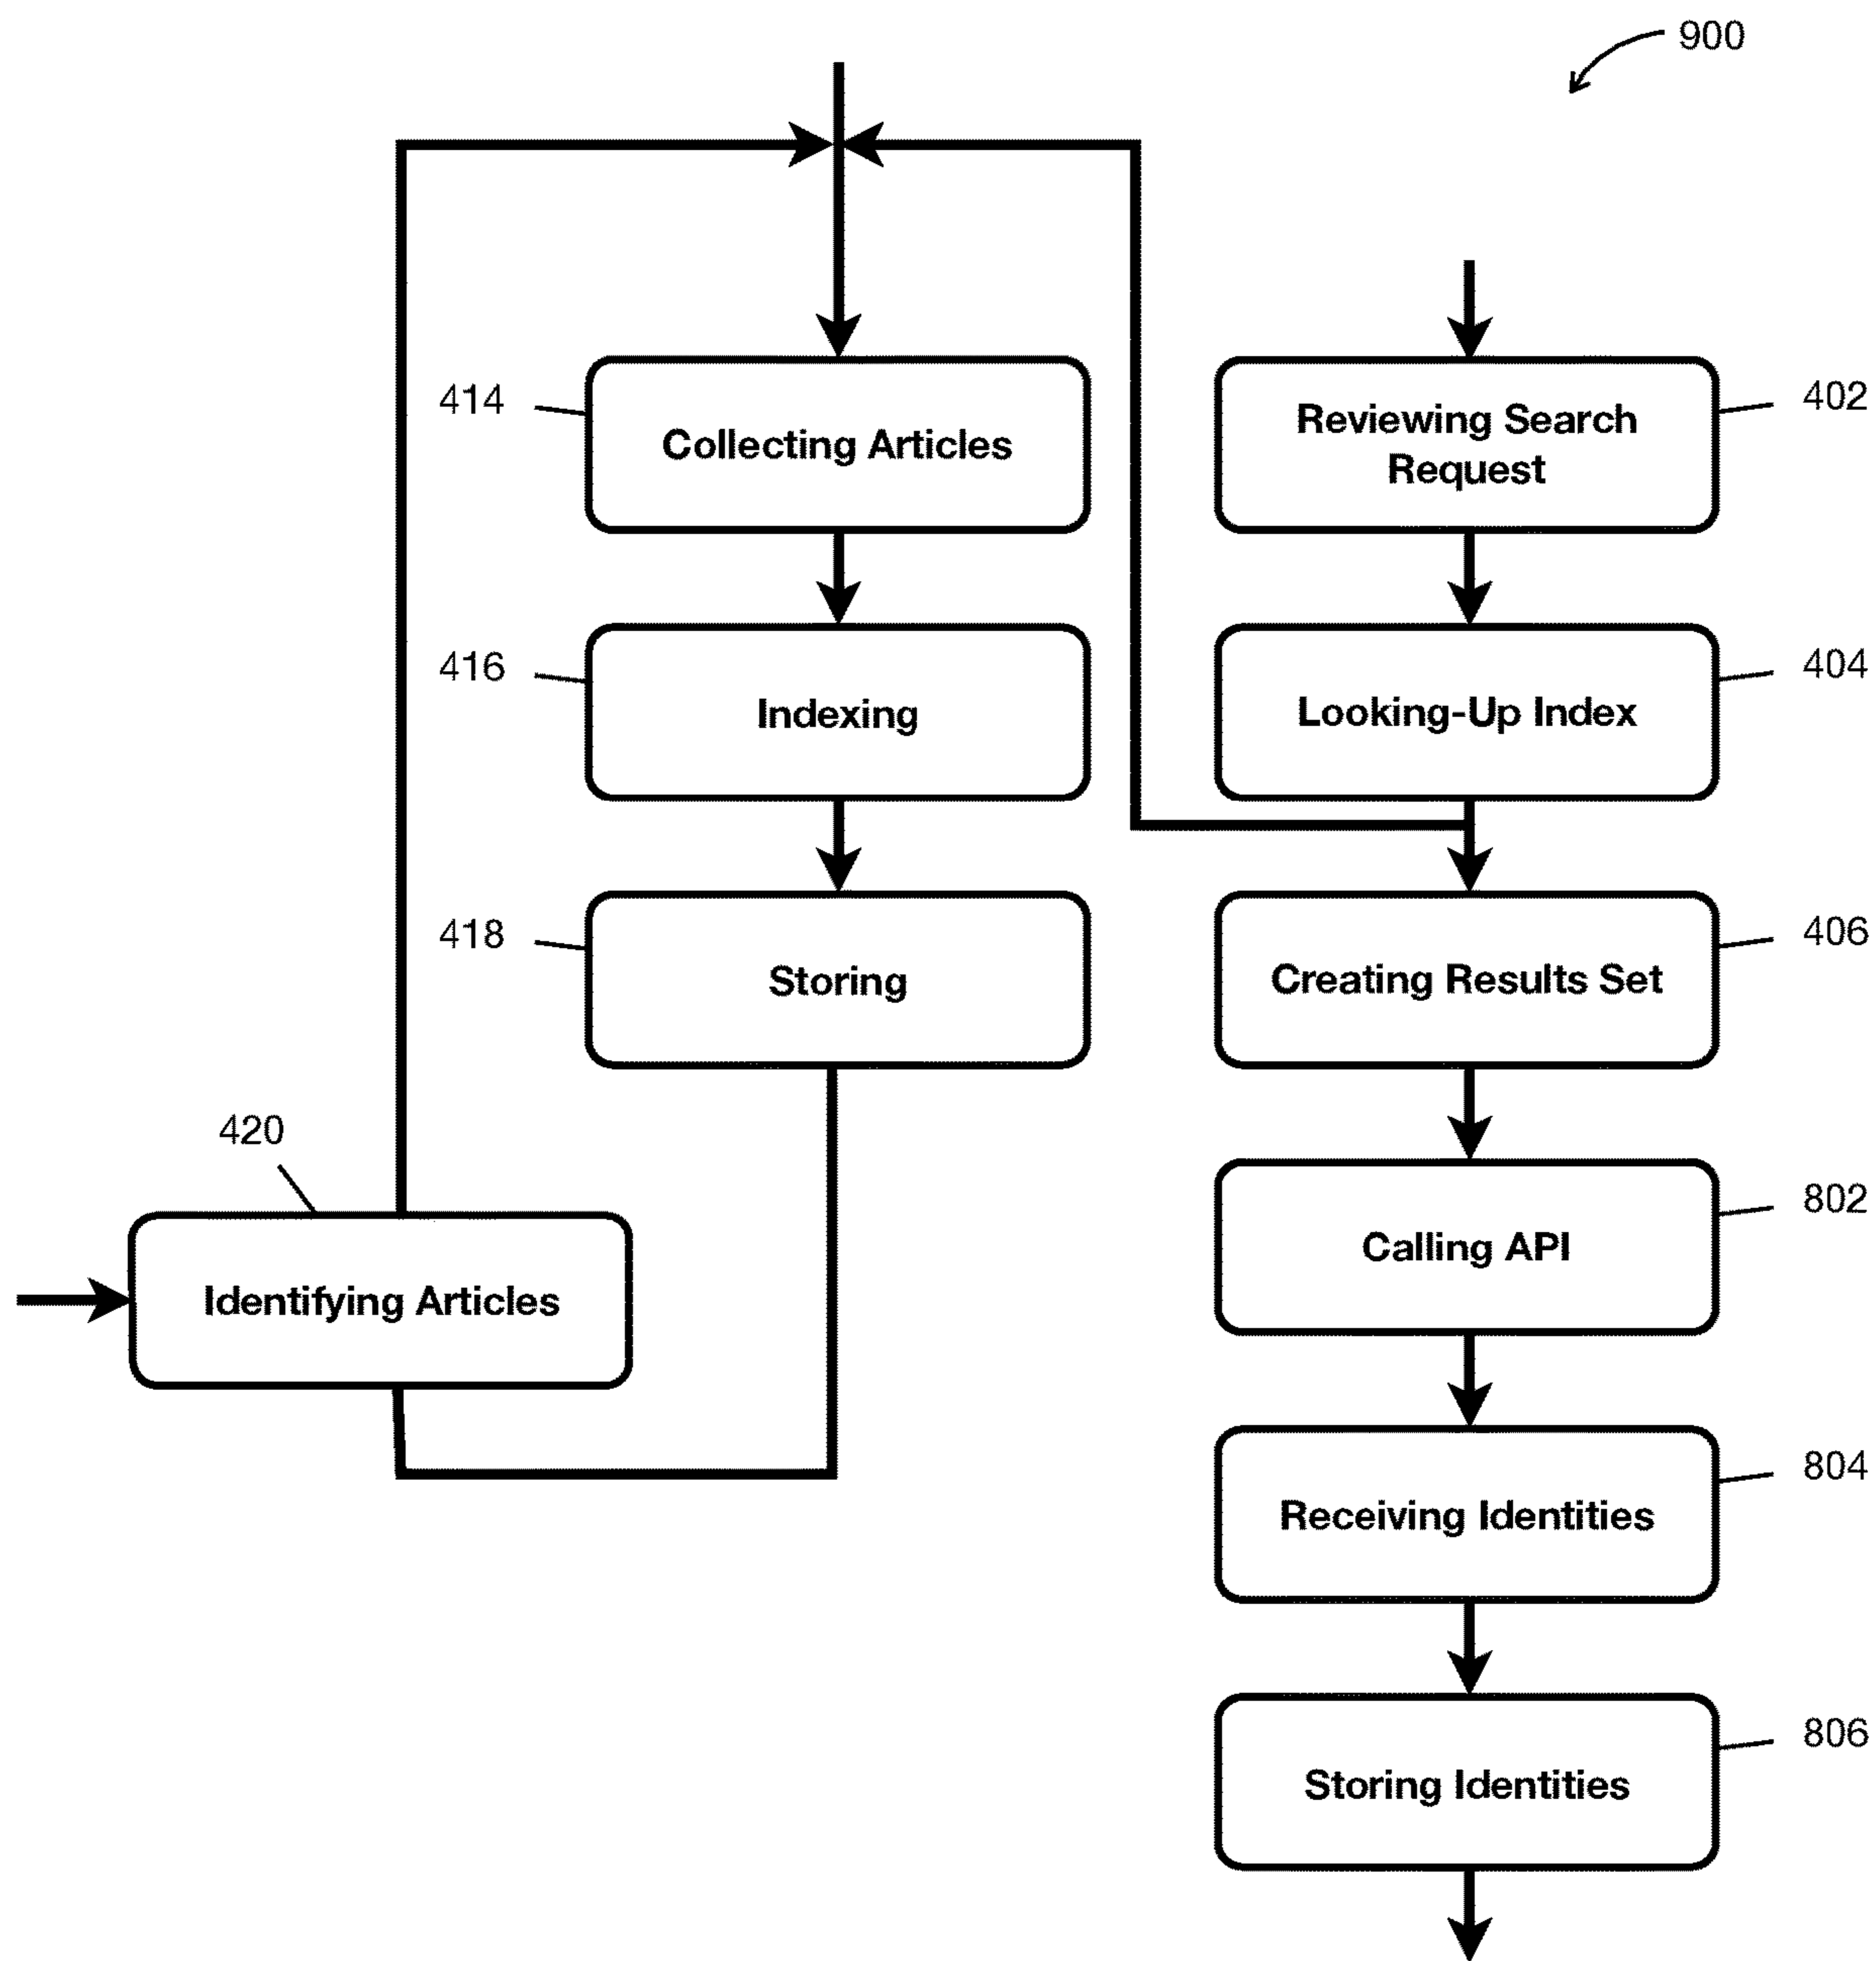 900
414
Collecting Articles
402
Reviewing Search
Request
416
Indexing
404
Looking-Up Index
418
Storing
406
Creating Results Set
420
Identifying Articles
802
Calling API
804
Receiving Identities
806
Storing Identities